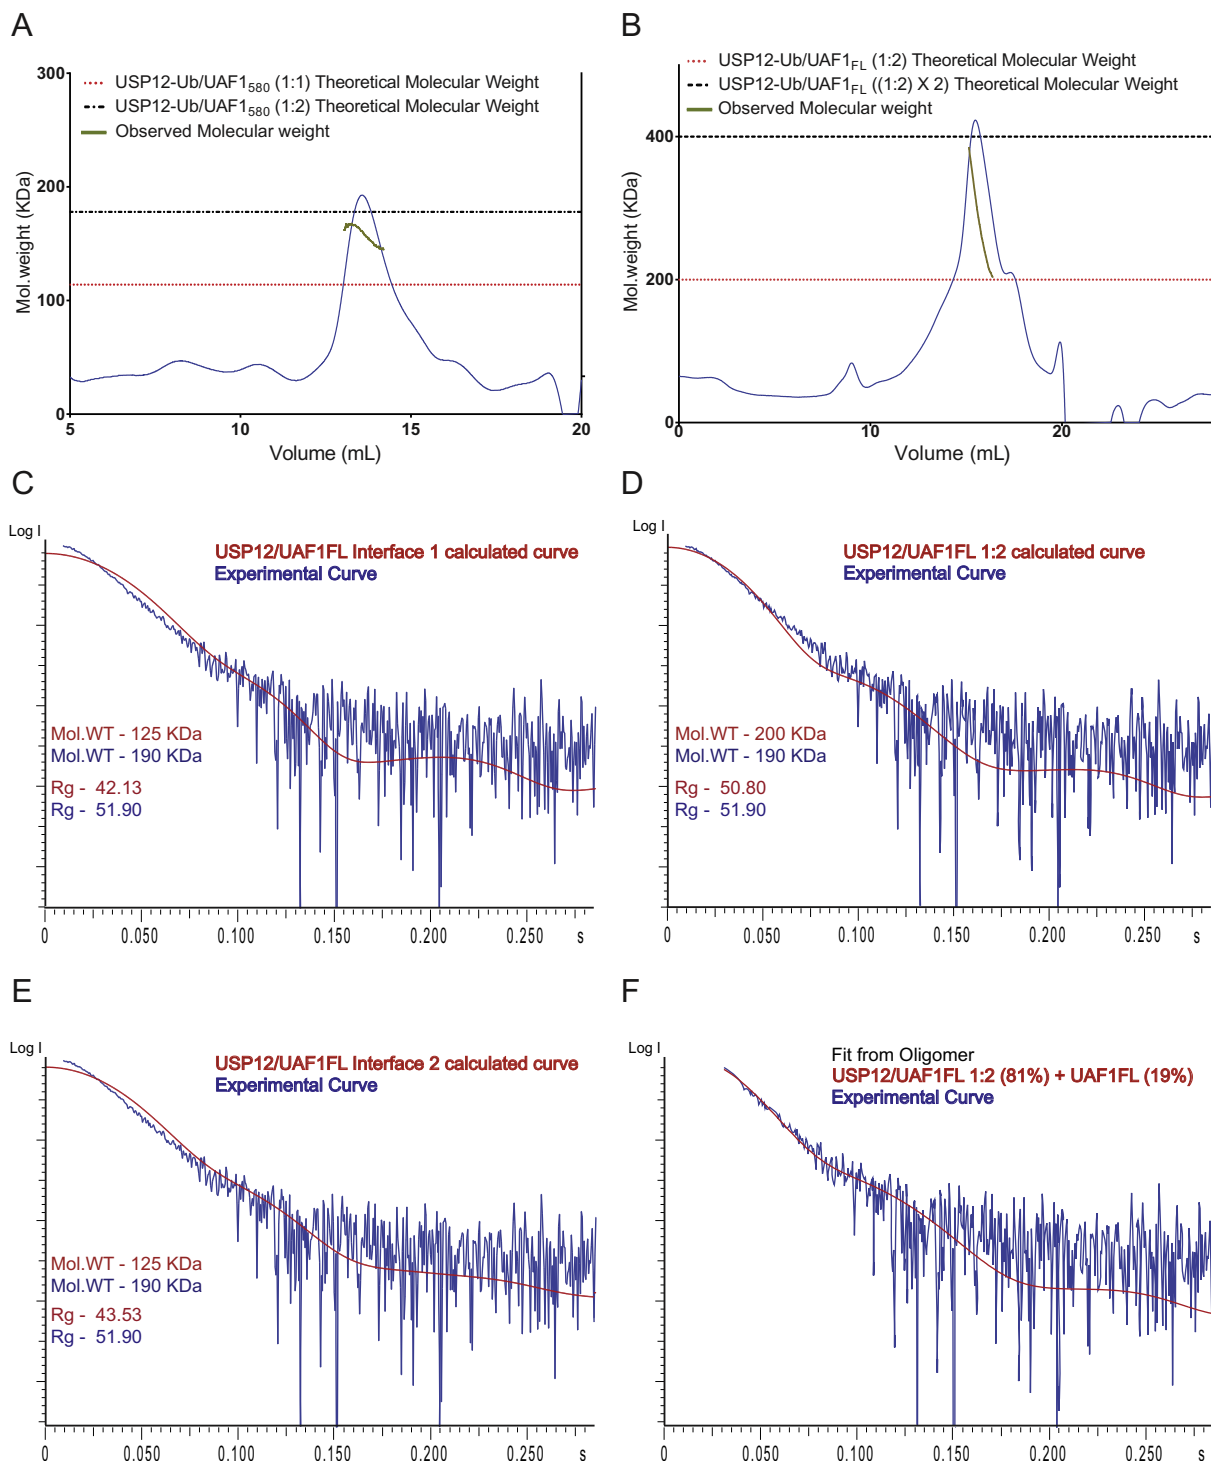 A
300
USP12-Ub/UAF1580 (1:1) Theoretical Molecular Weight
USP12-Ub/UAF1580 (1:2) Theoretical Molecular Weight
Observed Molecular weight
200
100
0
Mol.weight (KDa)
5
10
15
20
Volume (mL)
B
USP12-Ub/UAF1FL (1:2) Theoretical Molecular Weight
USP12-Ub/UAF1FL ((1:2) X 2) Theoretical Molecular Weight
Observed Molecular weight
400
200
0
Mol.weight (KDa)
0
10
20
Volume (mL)
C
Log I
USP12/UAF1FL Interface 1 calculated curve
Experimental Curve
Mol.WT - 125 KDa
Mol.WT - 190 KDa
Rg - 42.13
Rg - 51.90
0
0.050
0.100
0.150
0.200
0.250
s
D
Log I
USP12/UAF1FL 1:2 calculated curve
Experimental Curve
Mol.WT - 200 KDa
Mol.WT - 190 KDa
Rg - 50.80
Rg - 51.90
0
0.050
0.100
0.150
0.200
0.250
s
E
Log I
USP12/UAF1FL Interface 2 calculated curve
Experimental Curve
Mol.WT - 125 KDa
Mol.WT - 190 KDa
Rg - 43.53
Rg - 51.90
0
0.050
0.100
0.150
0.200
0.250
s
F
Log I
Fit from Oligomer
USP12/UAF1FL 1:2 (81%) + UAF1FL (19%)
Experimental Curve
0
0.050
0.100
0.150
0.200
0.250
s